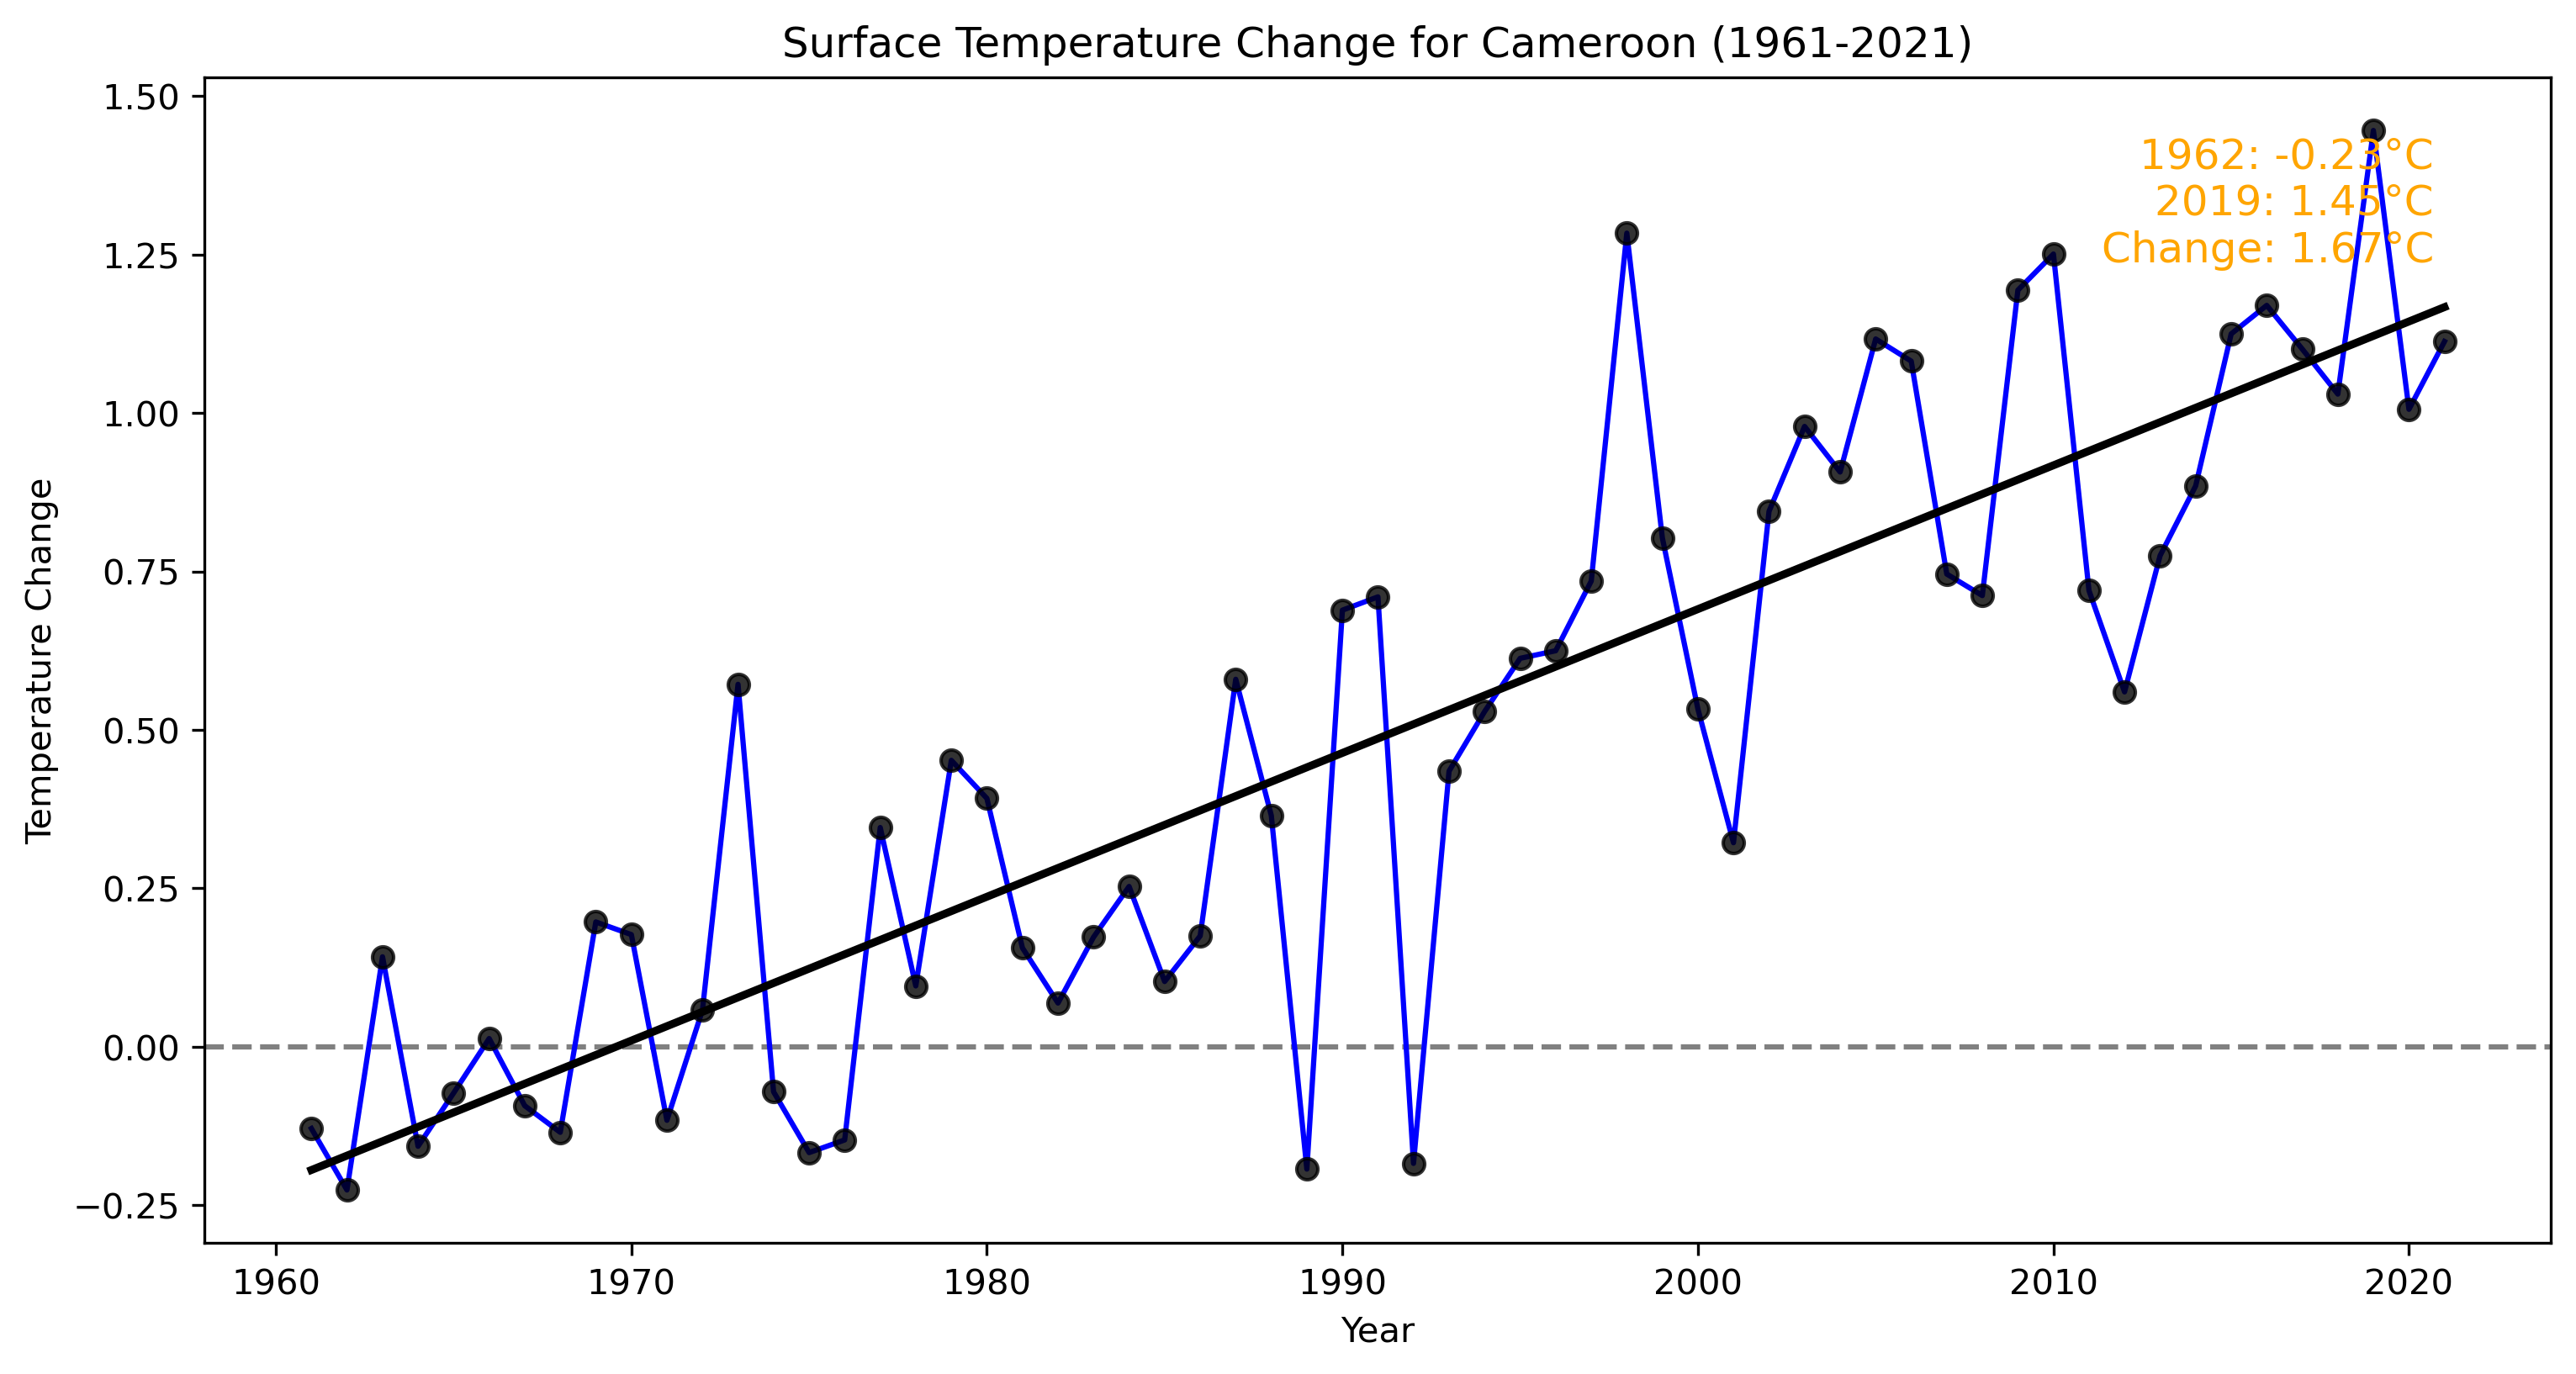 Surface Temperature Change for Cameroon (1961-2021)
1.50
1962: -0.23°C
2019: 1.45°C
Change: 1.67°C
1.25
1.00
0.75
0.50
0.25
0.00
−0.25
Temperature Change
1960 1970 1980 1990 2000 2010 2020
Year